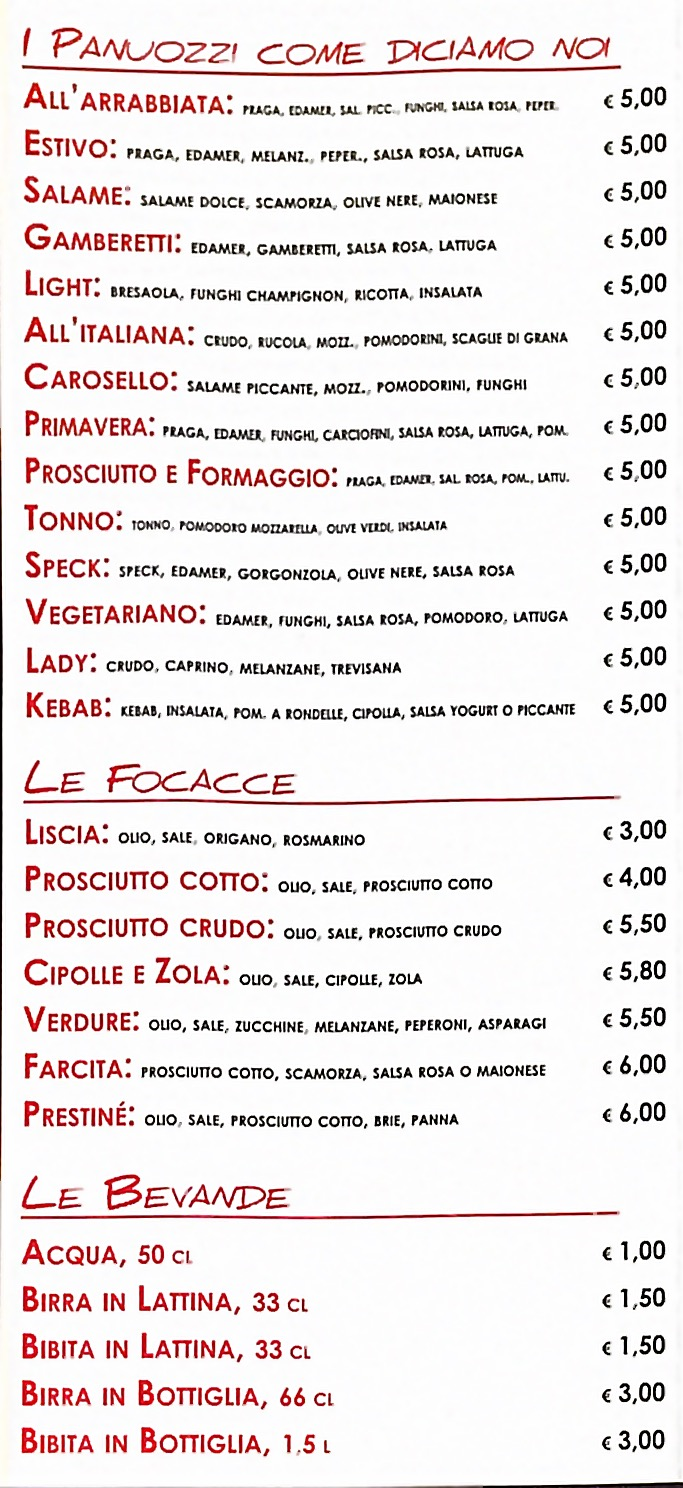 I Panuozzi come diciamo noi
All'arrabbiata: praga, edamer, sal. picc., funghi, salsa rosa, peper. € 5,00
Estivo: praga, edamer, melanz., peper., salsa rosa, lattuga € 5,00
Salame: salame dolce, scamorza, olive nere, maionese € 5,00
Gamberetti: edamer, gamberetti, salsa rosa, lattuga € 5,00
Light: bresaola, funghi champignon, ricotta, insalata € 5,00
All'italiana: crudo, rucola, mozz., pomodorini, scaglie di grana € 5,00
Carosello: salame piccante, mozz., pomodorini, funghi € 5,00
Primavera: praga, edamer, funghi, carciofini, salsa rosa, lattuga, pom. € 5,00
Prosciutto e Formaggio: praga, edamer, sal. rosa, pom., lattu. € 5,00
Tonno: tonno, pomodoro mozzarella, olive verdi, insalata € 5,00
Speck: speck, edamer, gorgonzola, olive nere, salsa rosa € 5,00
Vegetariano: edamer, funghi, salsa rosa, pomodoro, lattuga € 5,00
Lady: crudo, caprino, melanzane, trevisana € 5,00
Kebab: kebab, insalata, pom. a rondelle, cipolla, salsa yogurt o piccante € 5,00
Le Focacce
Liscia: olio, sale, origano, rosmarino € 3,00
Prosciutto cotto: olio, sale, prosciutto cotto € 4,00
Prosciutto crudo: olio, sale, prosciutto crudo € 5,50
Cipolle e Zola: olio, sale, cipolle, zola € 5,80
Verdure: olio, sale, zucchine, melanzane, peperoni, asparagi € 5,50
Farcita: prosciutto cotto, scamorza, salsa rosa o maionese € 6,00
Prestiné: olio, sale, prosciutto cotto, brie, panna € 6,00
Le Bevande
Acqua, 50 cl € 1,00
Birra in Lattina, 33 cl € 1,50
Bibita in Lattina, 33 cl € 1,50
Birra in Bottiglia, 66 cl € 3,00
Bibita in Bottiglia, 1.5 l € 3,00